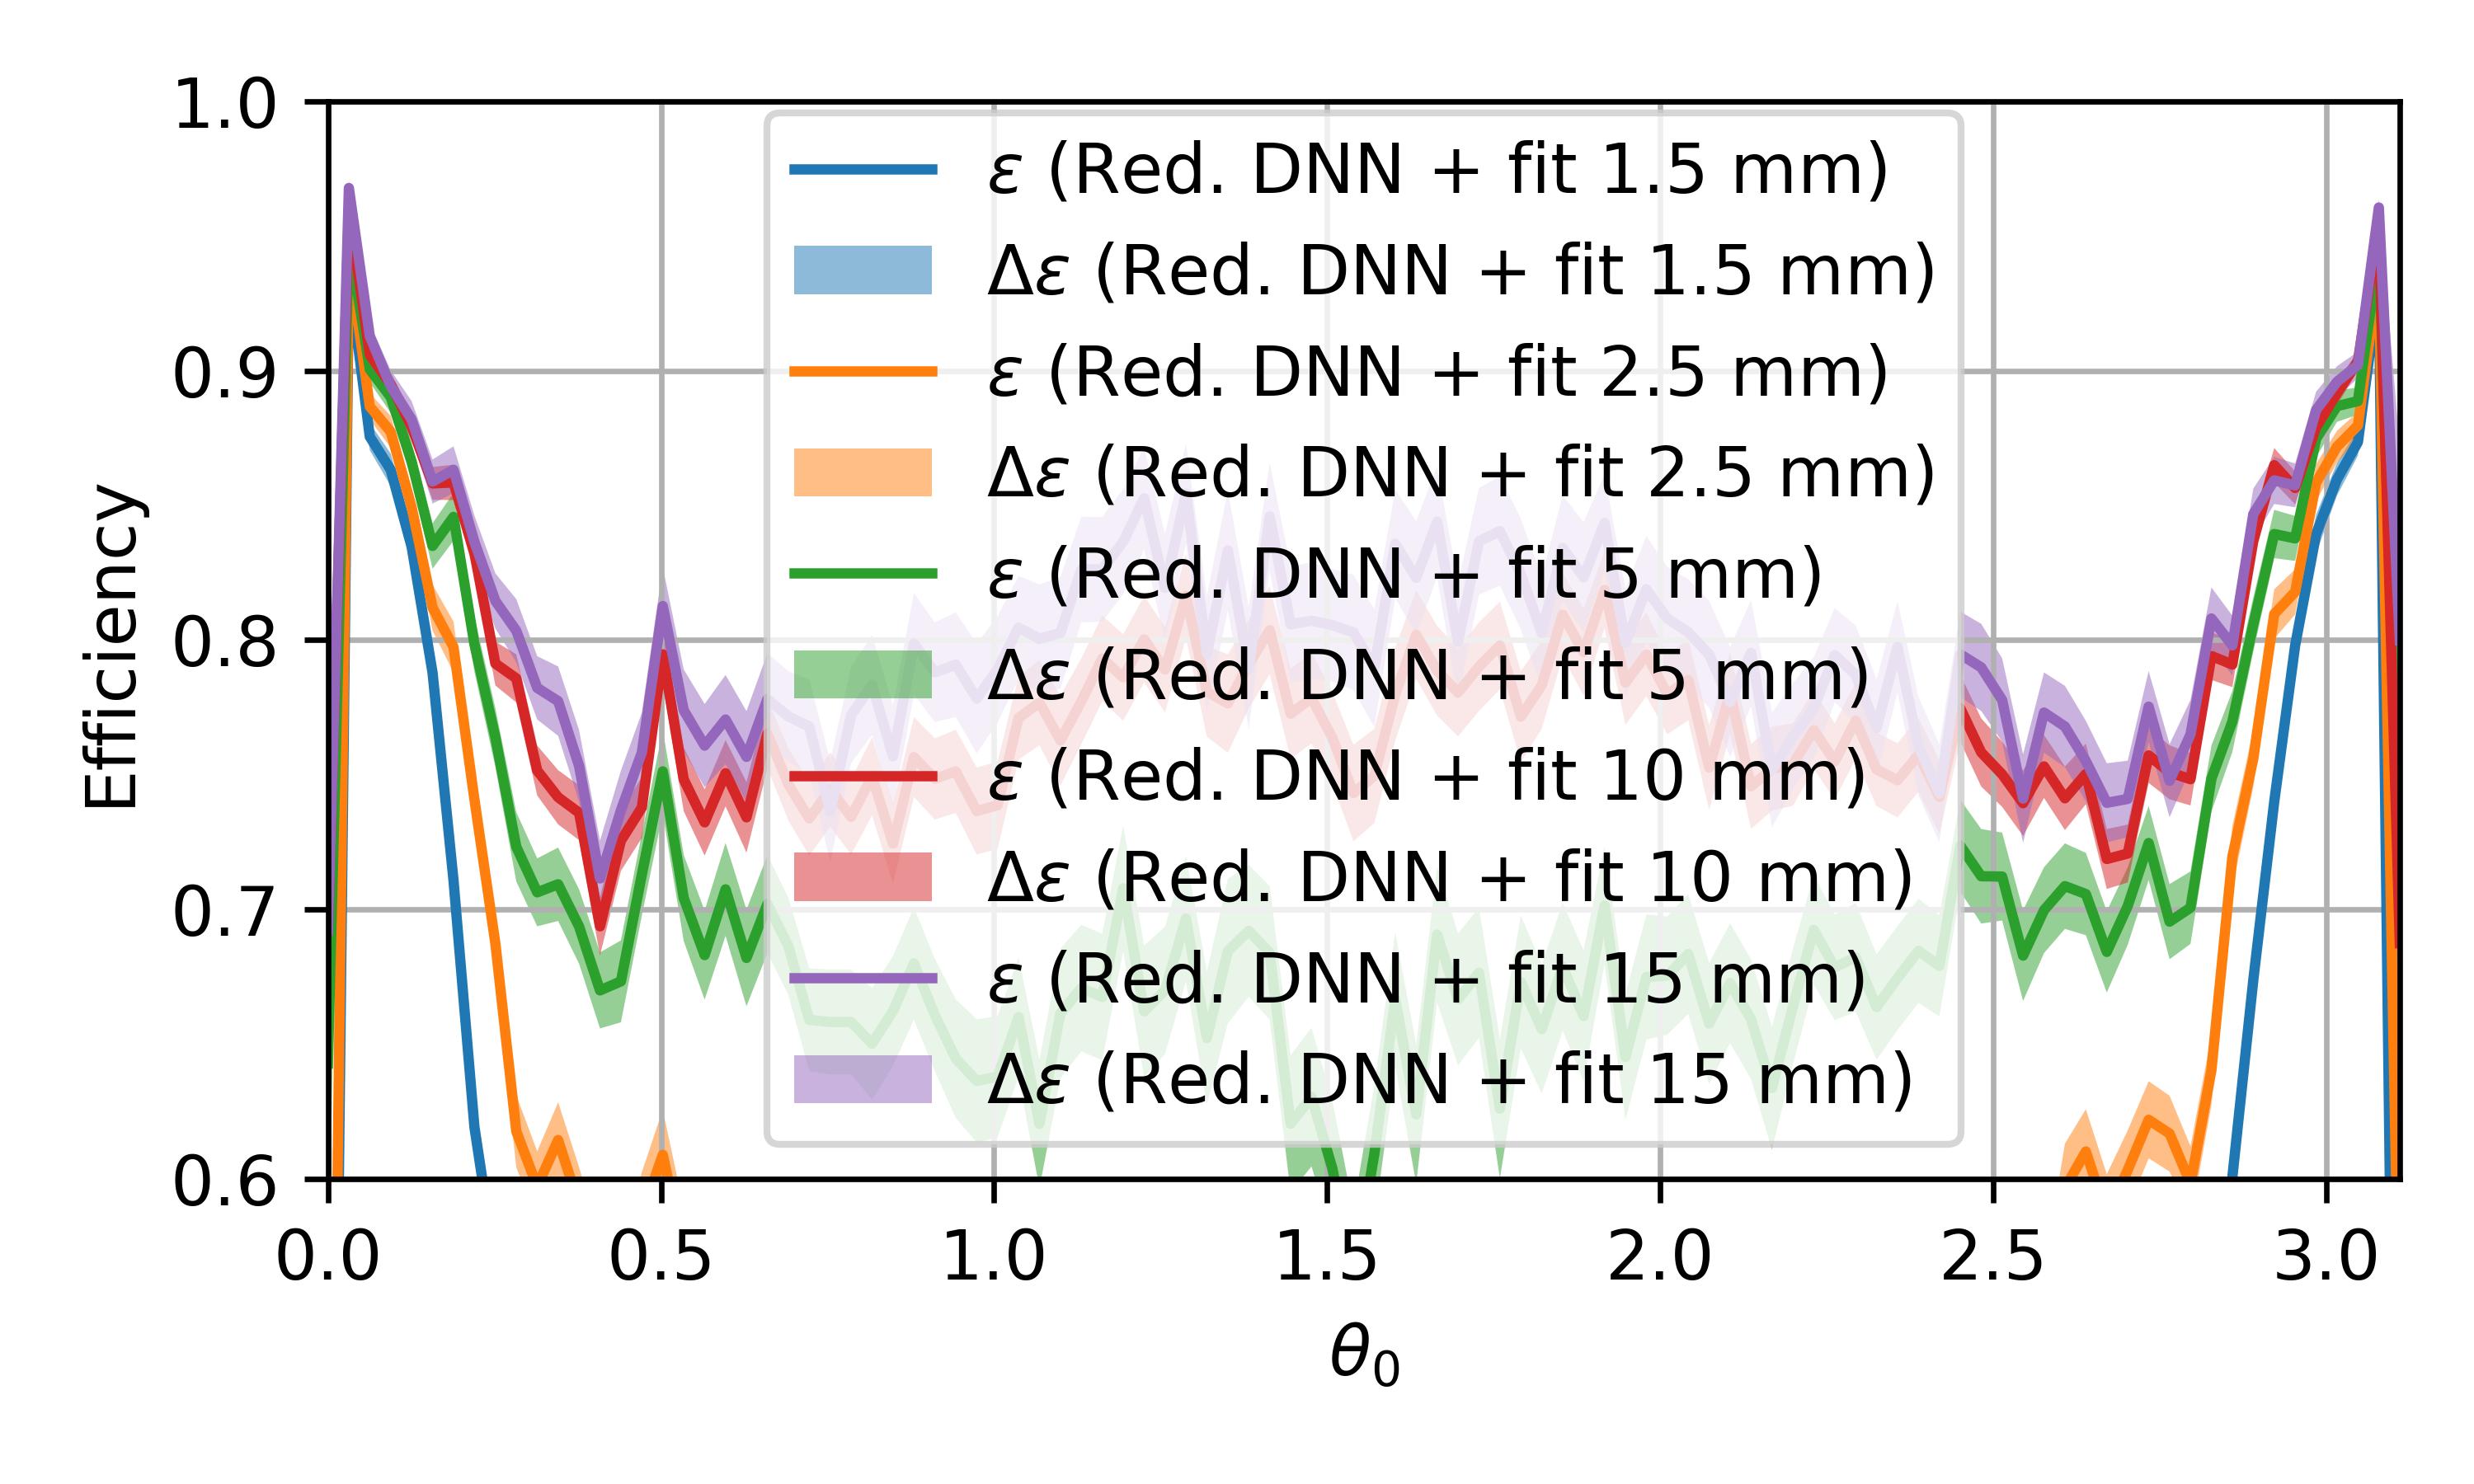 Efficiency
1.0
0.9
0.8
0.7
0.6
ε (Red. DNN + fit 1.5 mm)
Δε (Red. DNN + fit 1.5 mm)
ε (Red. DNN + fit 2.5 mm)
Δε (Red. DNN + fit 2.5 mm)
ε (Red. DNN + fit 5 mm)
Δε (Red. DNN + fit 5 mm)
ε (Red. DNN + fit 10 mm)
Δε (Red. DNN + fit 10 mm)
ε (Red. DNN + fit 15 mm)
Δε (Red. DNN + fit 15 mm)
0.0 0.5 1.0 1.5 2.0 2.5 3.0
θ₀